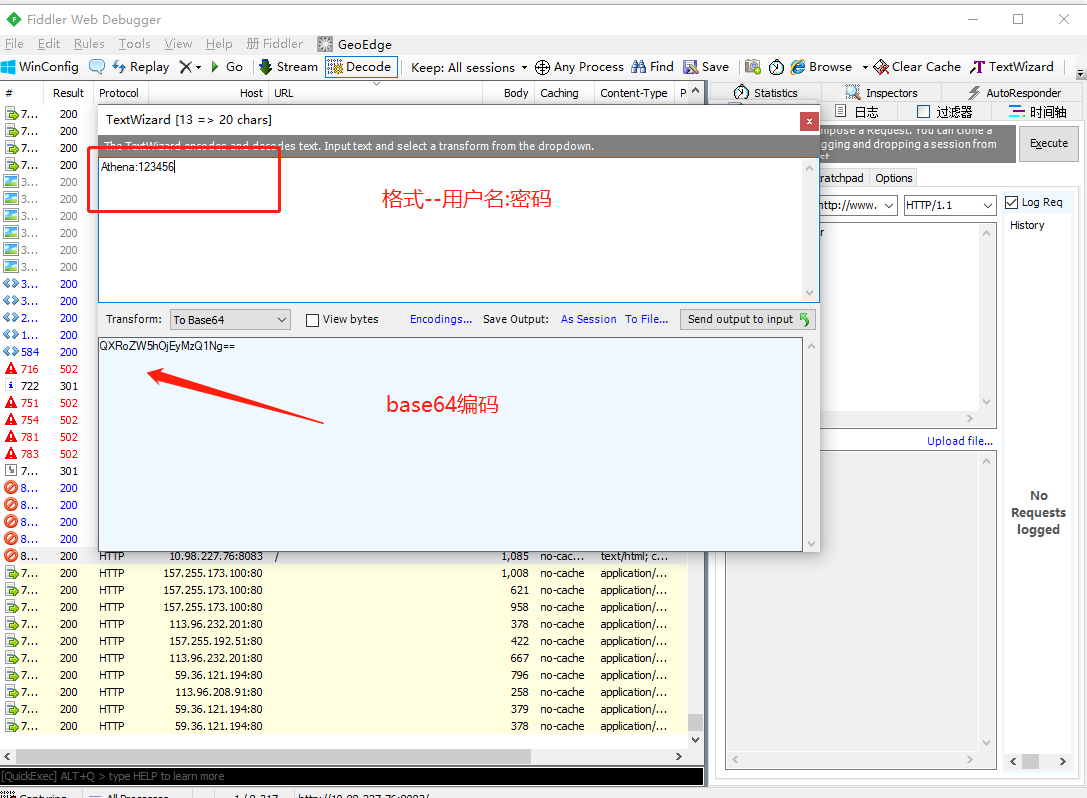 Fiddler Web Debugger
File Edit Rules Tools View Help 册 Fiddler GeoEdge
WinConfig Replay Go Stream Decode Keep: All sessions Any Process Find Save Browse Clear Cache TextWizard
# Result Protocol Host URL Body Caching Content-Type P
Statistics Inspectors AutoResponder
日志 过滤器 时间轴
TextWizard [13 => 20 chars] x
The TextWizard encodes and decodes text. Input text and select a transform from the dropdown.
Athena:123456
格式--用户名:密码
Transform: To Base64 View bytes Encodings... Save Output: As Session To File... Send output to input
QXRoZW5hOjEyMzQ1Ng==
base64编码
mpose a Request. You can clone a
gging and dropping a session from
st
Execute
ratchpad Options
http://www. HTTP/1.1 Log Req
r
History
Upload file...
No
Requests
logged
7... 200
7... 200
7... 200
7... 200
3... 200
3... 200
3... 200
3... 200
3... 200
3... 200
3... 200
3... 200
2... 200
1... 200
584 200
716 502
722 301
751 502
754 502
781 502
783 502
7... 301
8... 200
8... 200
8... 200
8... 200
8... 200 HTTP 10.98.227.76:8083 / 1,085 no-cac... text/html; c...
7... 200 HTTP 157.255.173.100:80 1,008 no-cache application/...
7... 200 HTTP 157.255.173.100:80 621 no-cache application/...
7... 200 HTTP 157.255.173.100:80 958 no-cache application/...
7... 200 HTTP 113.96.232.201:80 378 no-cache application/...
7... 200 HTTP 157.255.192.51:80 422 no-cache application/...
7... 200 HTTP 113.96.232.201:80 667 no-cache application/...
7... 200 HTTP 59.36.121.194:80 796 no-cache application/...
7... 200 HTTP 113.96.208.91:80 258 no-cache application/...
7... 200 HTTP 59.36.121.194:80 379 no-cache application/...
7... 200 HTTP 59.36.121.194:80 378 no-cache application/...
[QuickExec] ALT+Q > type HELP to learn more
Capturing All Processes 1 / 8,217 http://10.98.227.76:8083/